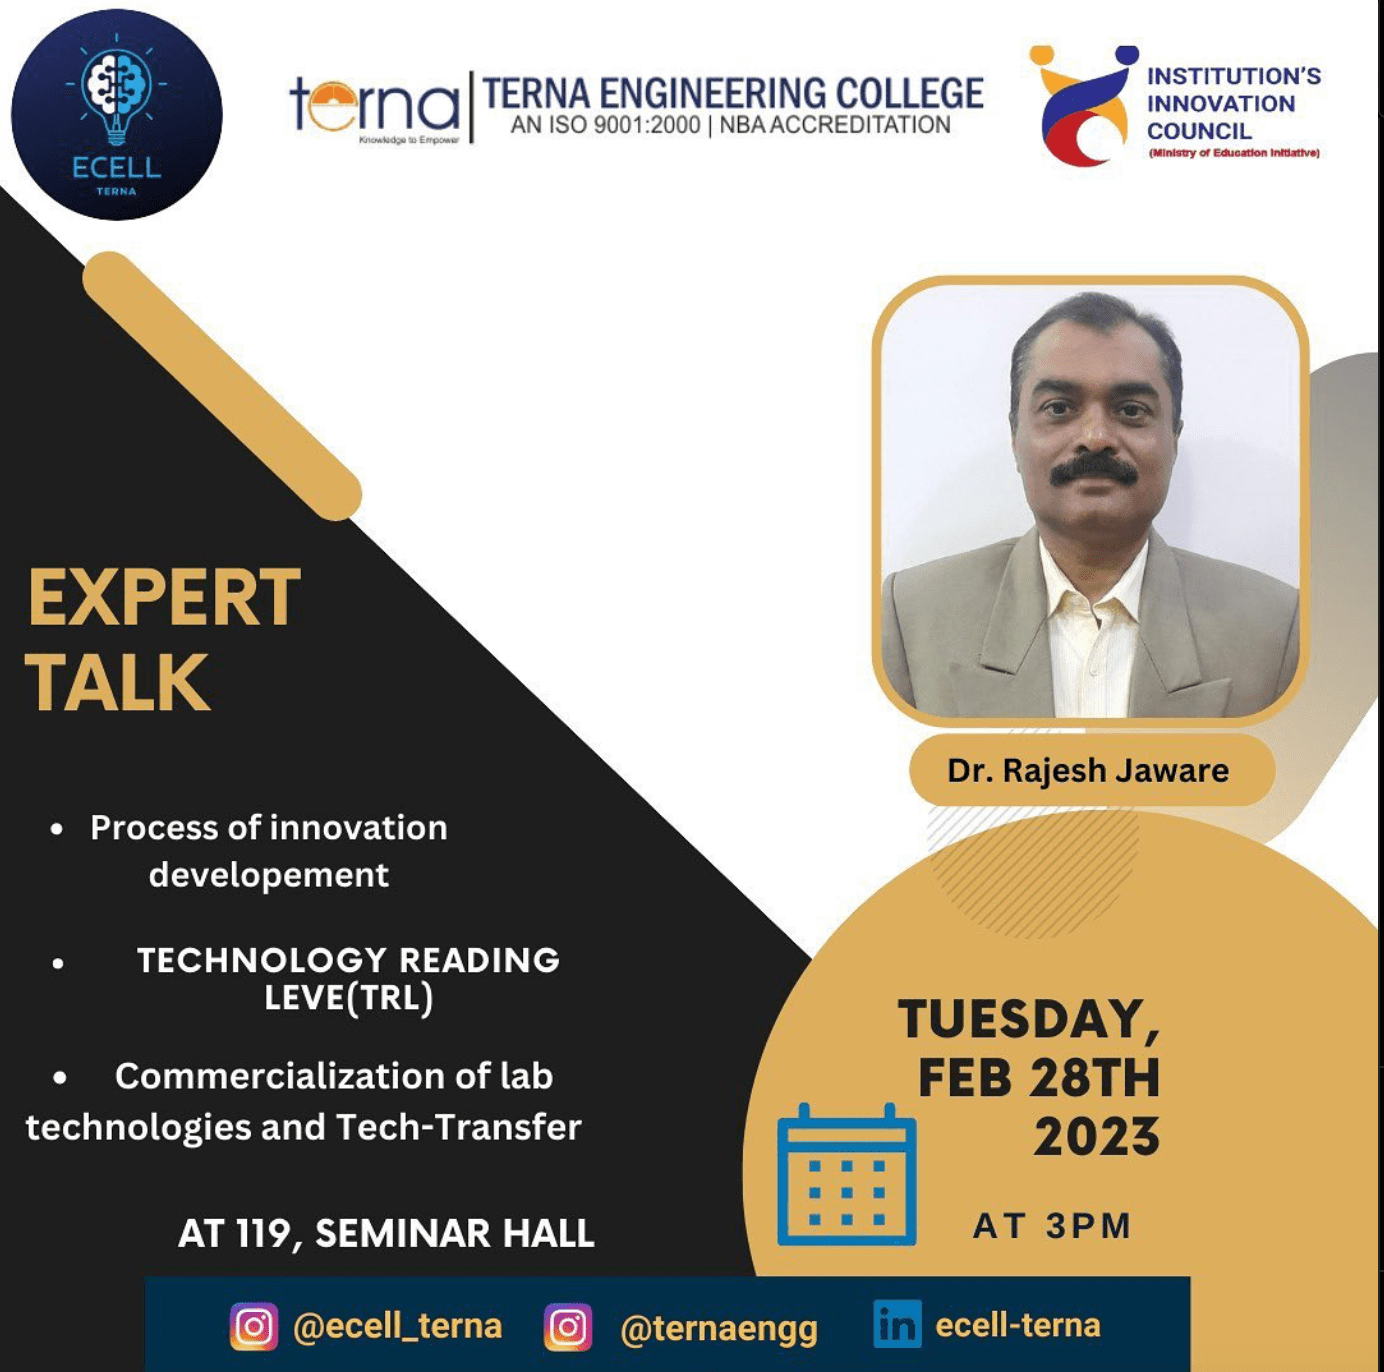 ECELL
TERNA
terna
Knowledge to Empower
TERNA ENGINEERING COLLEGE
AN ISO 9001:2000 | NBA ACCREDITATION
INSTITUTION'S
INNOVATION
COUNCIL
(Ministry of Education Initiative)
Dr. Rajesh Jaware
EXPERT
TALK
• Process of innovation
developement
• TECHNOLOGY READING
LEVE(TRL)
• Commercialization of lab
technologies and Tech-Transfer
AT 119, SEMINAR HALL
TUESDAY,
FEB 28TH
2023
AT 3PM
@ecell_terna
@ternaengg
in ecell-terna